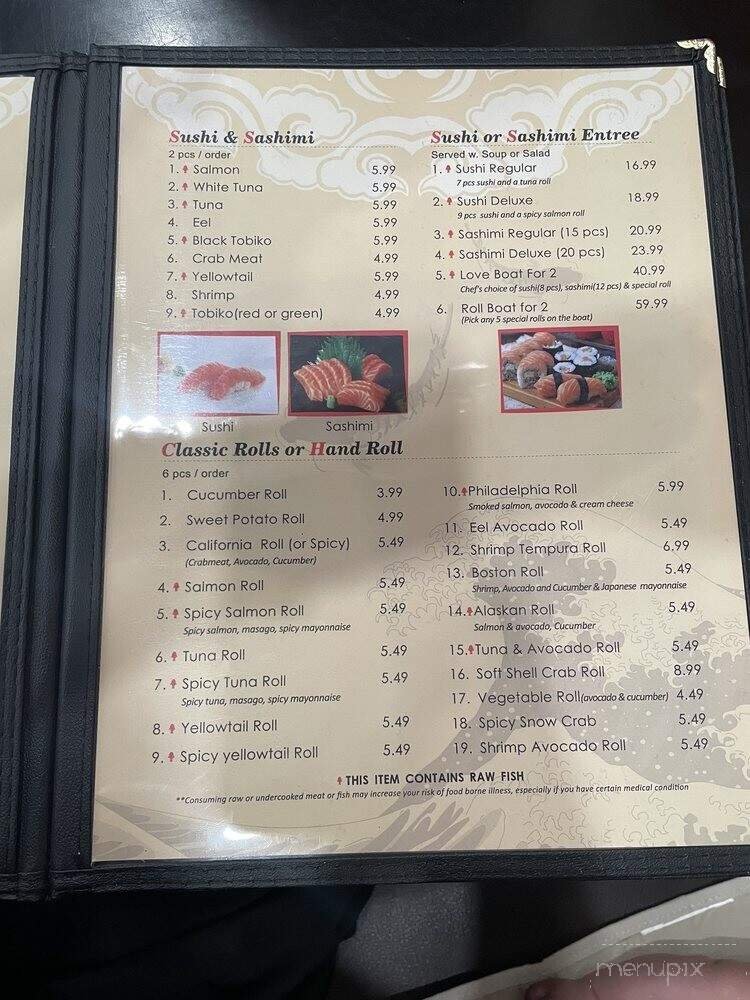 Sushi & Sashimi
2 pcs / order
1. Salmon 5.99
2. White Tuna 5.99
3. Tuna 5.99
4. Eel 5.99
5. Black Tobiko 5.99
6. Crab Meat 4.99
7. Yellowtail 5.99
8. Shrimp 4.99
9. Tobiko(red or green) 4.99
Sushi
Sashimi
Sushi or Sashimi Entree
Served w. Soup or Salad
1. Sushi Regular 16.99
7 pcs sushi and a tuna roll
2. Sushi Deluxe 18.99
9 pcs sushi and a spicy salmon roll
3. Sashimi Regular (15 pcs) 20.99
4. Sashimi Deluxe (20 pcs) 23.99
5. Love Boat For 2 40.99
Chef's choice of sushi(8 pcs), sashimi(12 pcs) & special roll
6. Roll Boat for 2 59.99
(Pick any 5 special rolls on the boat)
Classic Rolls or Hand Roll
6 pcs / order
1. Cucumber Roll 3.99
2. Sweet Potato Roll 4.99
3. California Roll (or Spicy) 5.49
(Crabmeat, Avocado, Cucumber)
4. Salmon Roll 5.49
5. Spicy Salmon Roll 5.49
Spicy salmon, masago, spicy mayonnaise
6. Tuna Roll 5.49
7. Spicy Tuna Roll 5.49
Spicy tuna, masago, spicy mayonnaise
8. Yellowtail Roll 5.49
9. Spicy yellowtail Roll 5.49
10. Philadelphia Roll 5.99
Smoked salmon, avocado & cream cheese
11. Eel Avocado Roll 5.49
12. Shrimp Tempura Roll 6.99
13. Boston Roll 5.49
Shrimp, Avocado and Cucumber & Japanese mayonnaise
14. Alaskan Roll 5.49
Salmon & avocado, Cucumber
15. Tuna & Avocado Roll 5.49
16. Soft Shell Crab Roll 8.99
17. Vegetable Roll(avocado & cucumber) 4.49
18. Spicy Snow Crab 5.49
19. Shrimp Avocado Roll 5.49
THIS ITEM CONTAINS RAW FISH
**Consuming raw or undercooked meat or fish may increase your risk of food borne illness, especially if you have certain medical condition
menupix